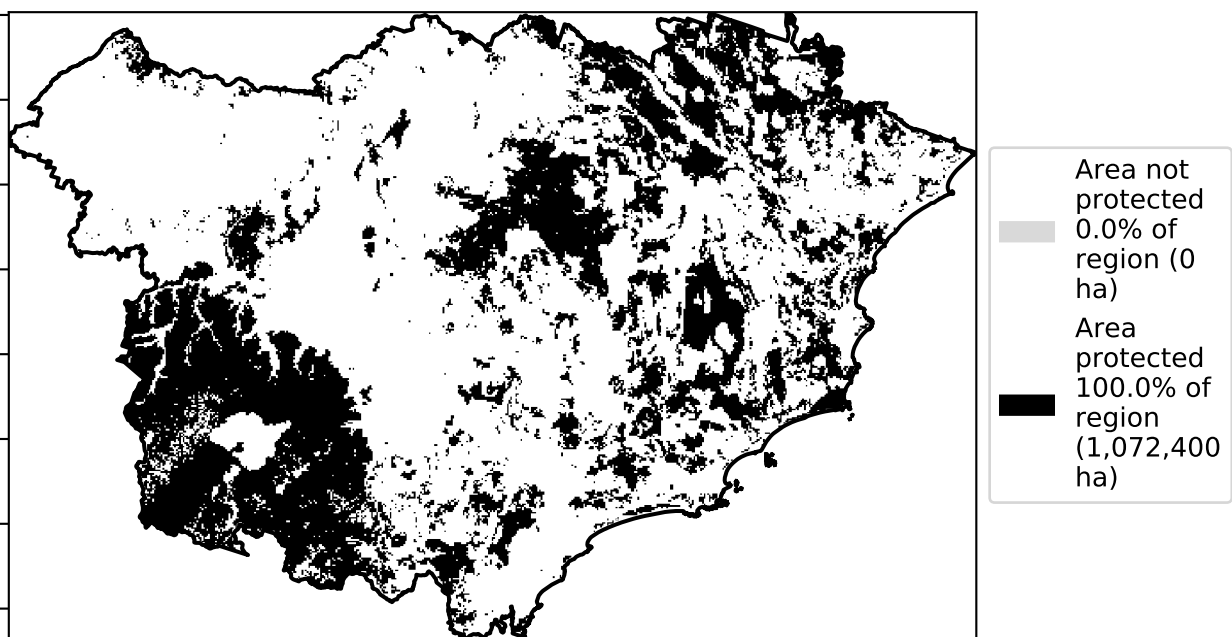 Area not
protected
0.0% of
region (0
ha)
Area
protected
100.0% of
region
(1,072,400
ha)